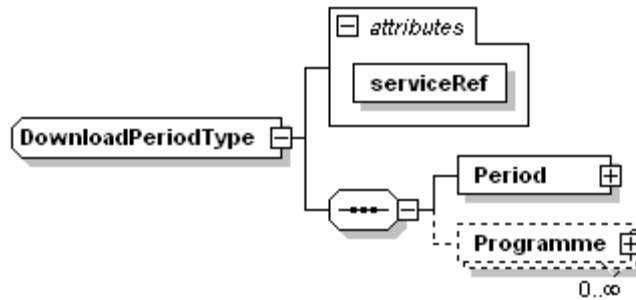 attributes
serviceRef
DownloadPeriodType
Period
Programme
0..∞